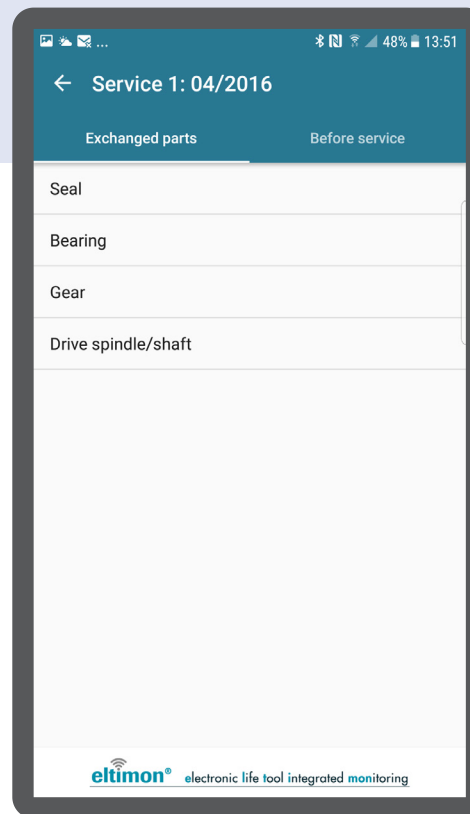 ... 48% 13:51
Service 1: 04/2016
Exchanged parts Before service
Seal
Bearing
Gear
Drive spindle/shaft
eltimon® electronic life tool integrated monitoring